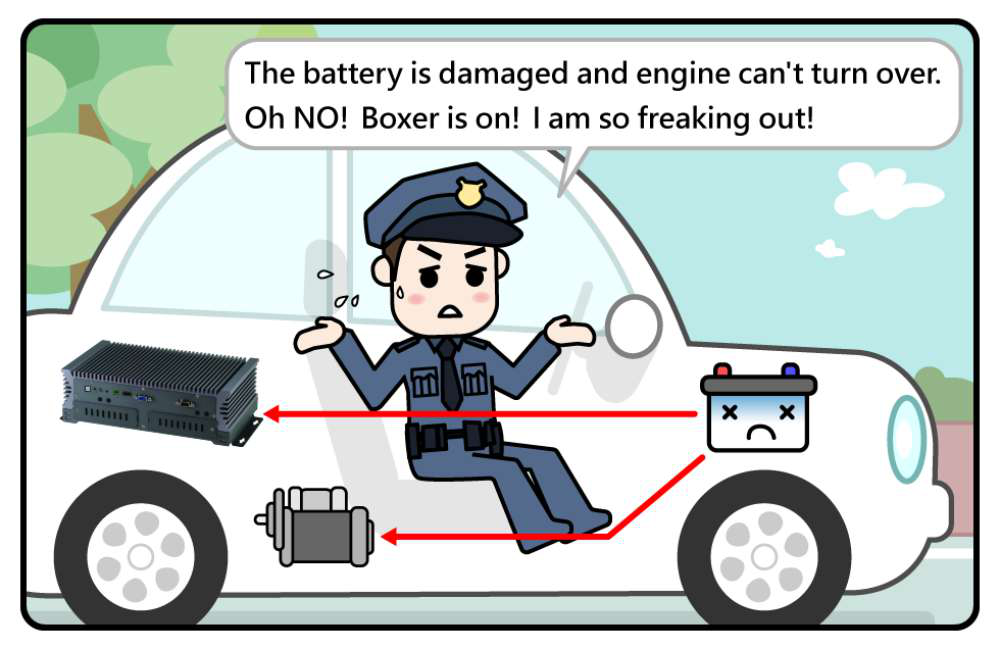 The battery is damaged and engine can't turn over.
Oh NO! Boxer is on! I am so freaking out!